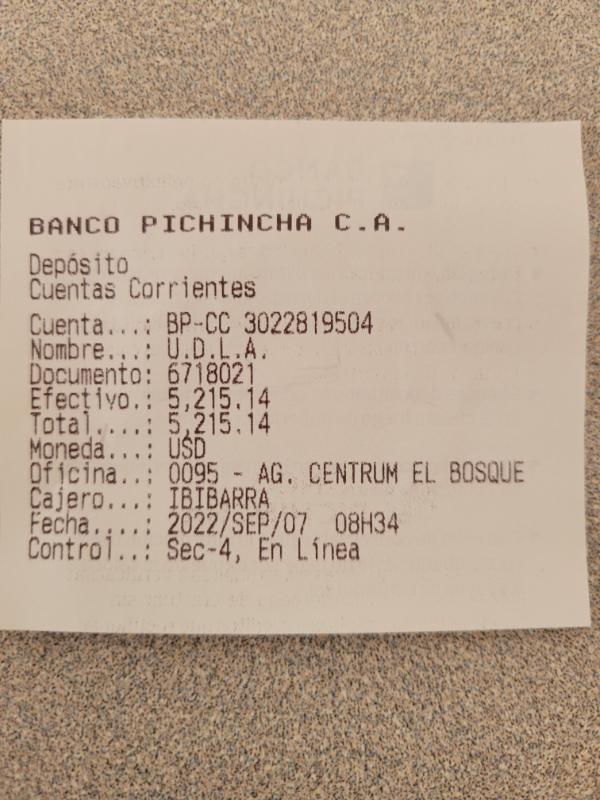 BANCO PICHINCHA C.A.
Depósito
Cuentas Corrientes
Cuenta...: BP-CC 3022819504
Nombre...: U.D.L.A.
Documento: 6718021
Efectivo.: 5,215.14
Total....: 5,215.14
Moneda...: USD
Oficina..: 0095 - AG. CENTRUM EL BOSQUE
Cajero...: IBIBARRA
Fecha....: 2022/SEP/07 08H34
Control..: Sec-4, En Línea